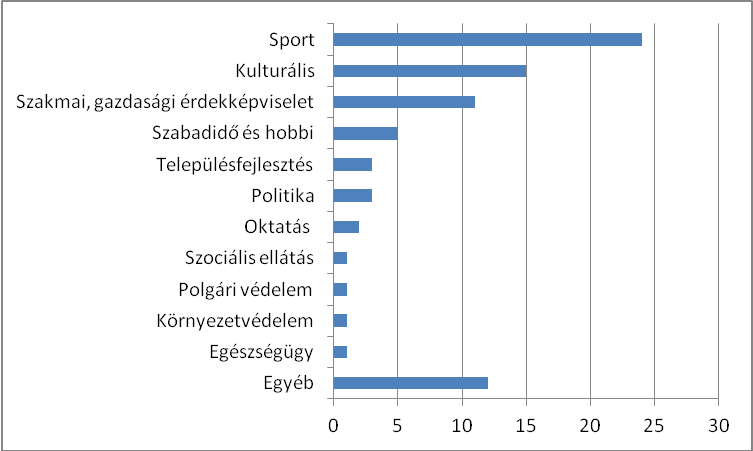 Sport
Kulturális
Szakmai, gazdasági érdekképviselet
Szabadidő és hobbi
Településfejlesztés
Politika
Oktatás
Szociális ellátás
Polgári védelem
Környezetvédelem
Egészségügy
Egyéb
0 5 10 15 20 25 30